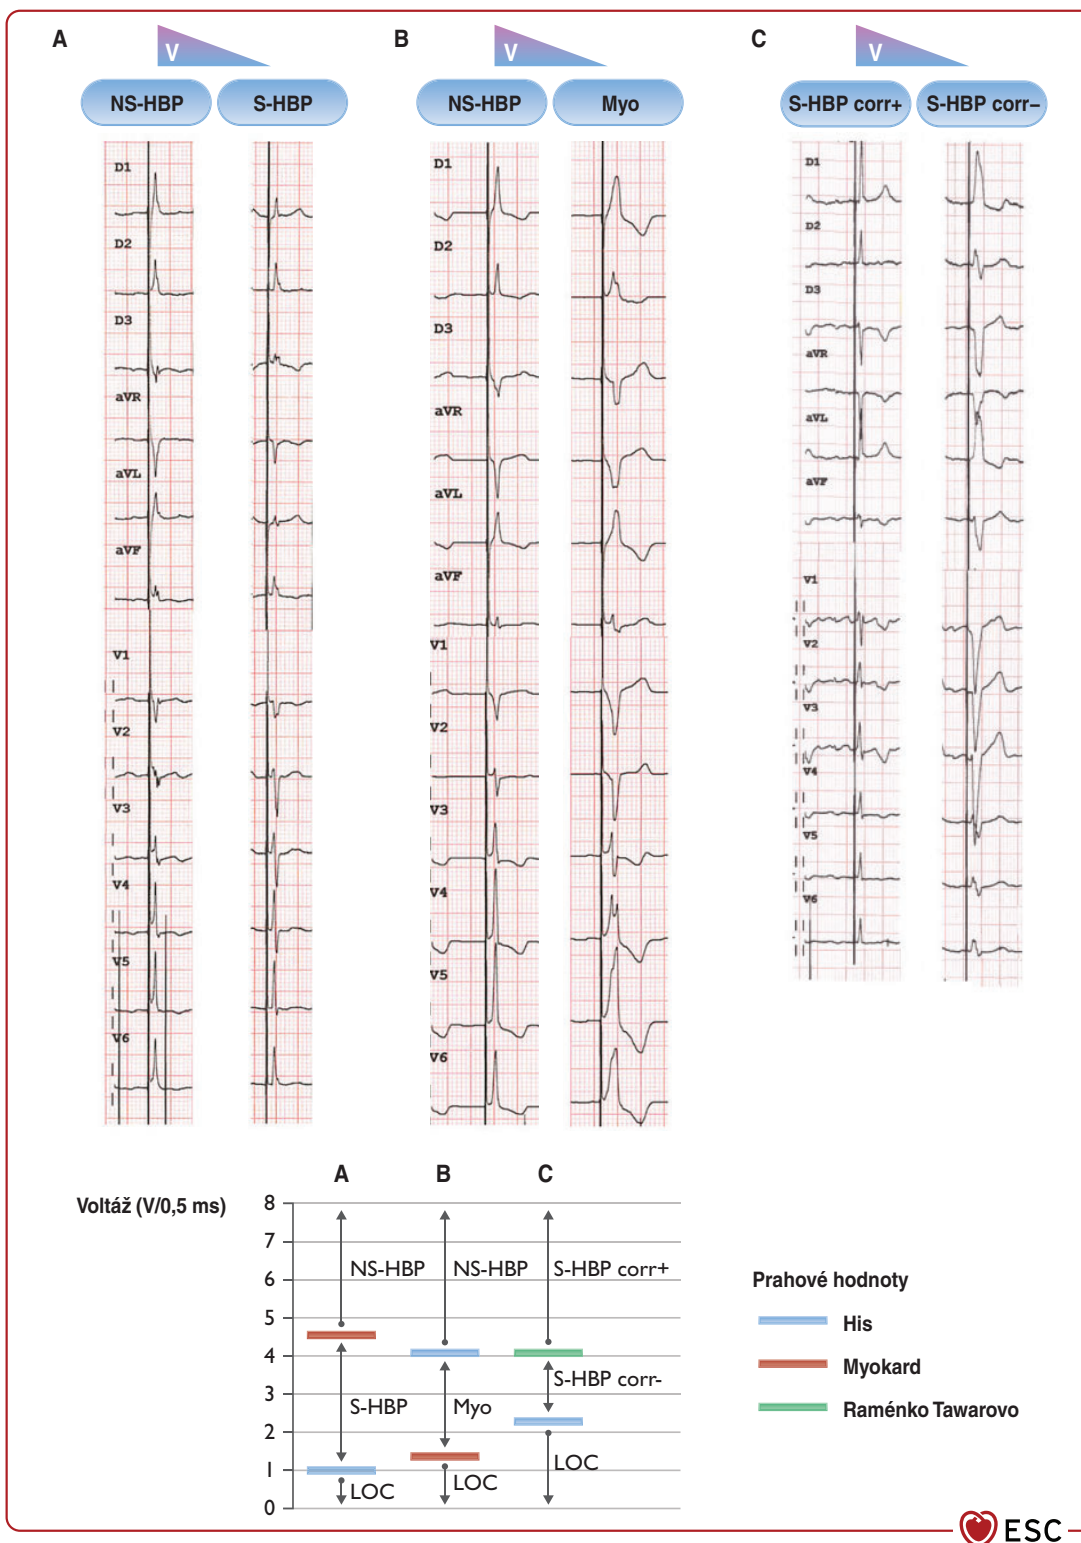 A
V
NS-HBP
S-HBP
D1
D2
D3
aVR
aVL
aVF
V1
V2
V3
V4
V5
V6
B
V
NS-HBP
Myo
D1
D2
D3
aVR
aVL
aVF
V1
V2
V3
V4
V5
V6
C
V
S-HBP corr+
S-HBP corr–
D1
D2
D3
aVR
aVL
aVF
V1
V2
V3
V4
V5
V6
A B C
Voltáž (V/0,5 ms)
8
7
6
5
4
3
2
1
0
NS-HBP
S-HBP
LOC
NS-HBP
Myo
LOC
S-HBP corr+
S-HBP corr-
LOC
Prahové hodnoty
His
Myokard
Raménko Tawarovo
ESC